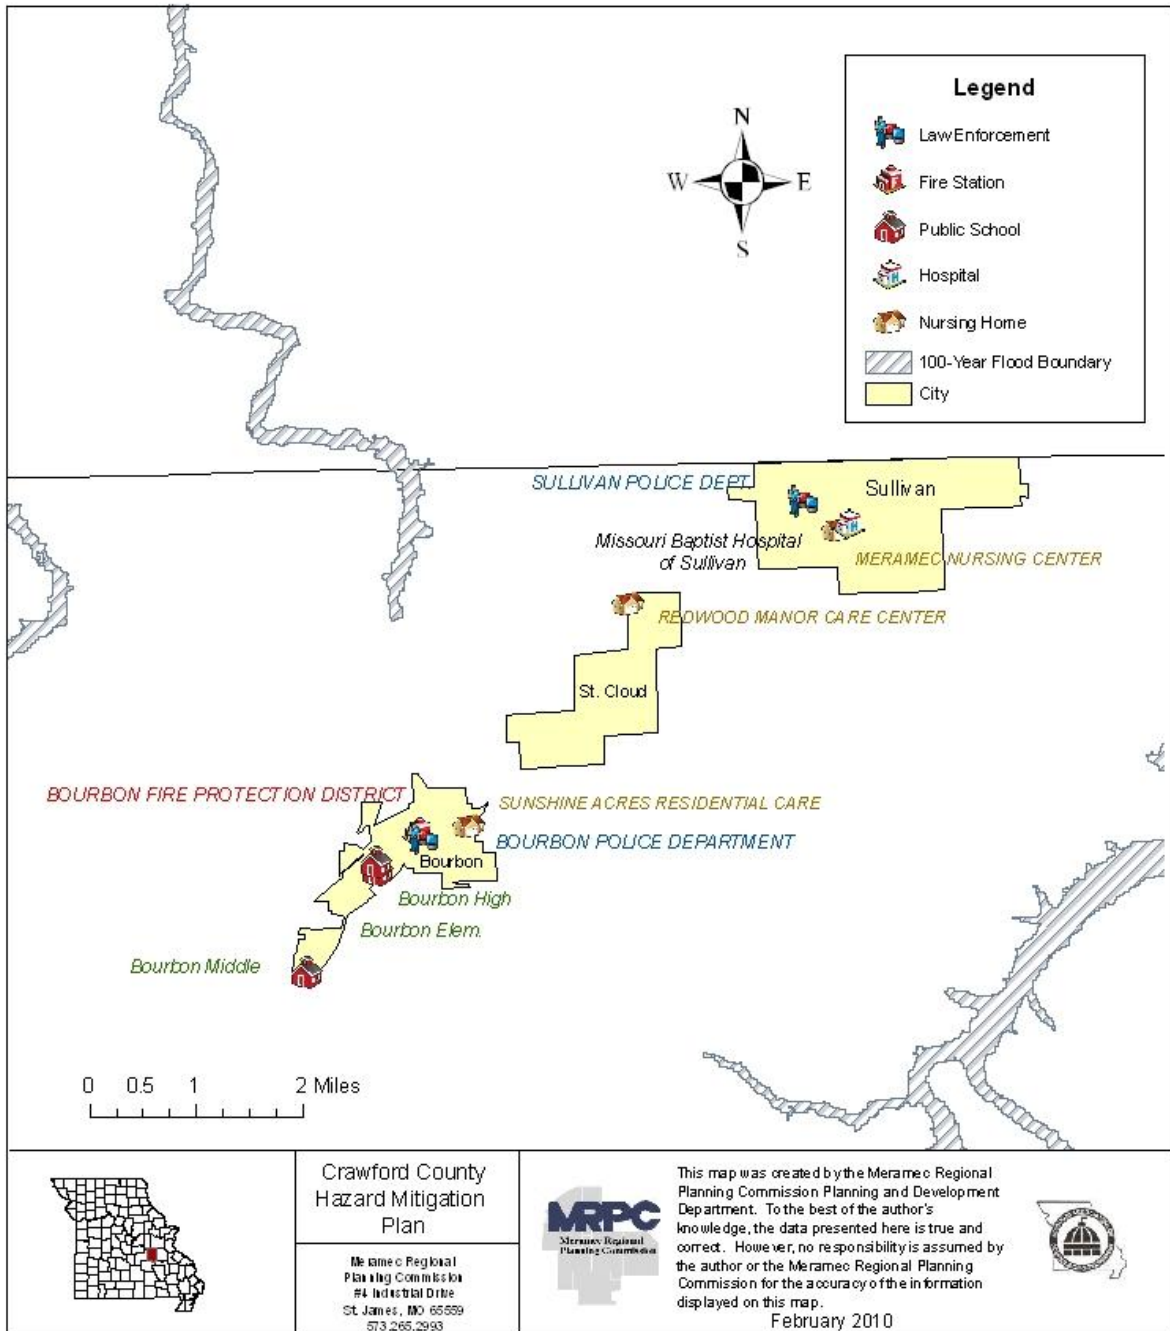 N
W
E
S
Legend
Law Enforcement
Fire Station
Public School
Hospital
Nursing Home
100-Year Flood Boundary
City
SULLIVAN POLICE DEPT.
Sullivan
Missouri Baptist Hospital
of Sullivan
MERAMEC NURSING CENTER
REDWOOD MANOR CARE CENTER
St. Cloud
BOURBON FIRE PROTECTION DISTRICT
SUNSHINE ACRES RESIDENTIAL CARE
BOURBON POLICE DEPARTMENT
Bourbon
Bourbon High
Bourbon Elem.
Bourbon Middle
0 0.5 1 2 Miles
Crawford County
Hazard Mitigation
Plan
Meramec Regional
Planning Commission
#4 Industrial Drive
St. James, MO 65559
573.265.2993
MRPC
Meramec Regional
Planning Commission
This map was created by the Meramec Regional
Planning Commission Planning and Development
Department. To the best of the author's
knowledge, the data presented here is true and
correct. However, no responsibility is assumed by
the author or the Meramec Regional Planning
Commission for the accuracy of the information
displayed on this map.
February 2010